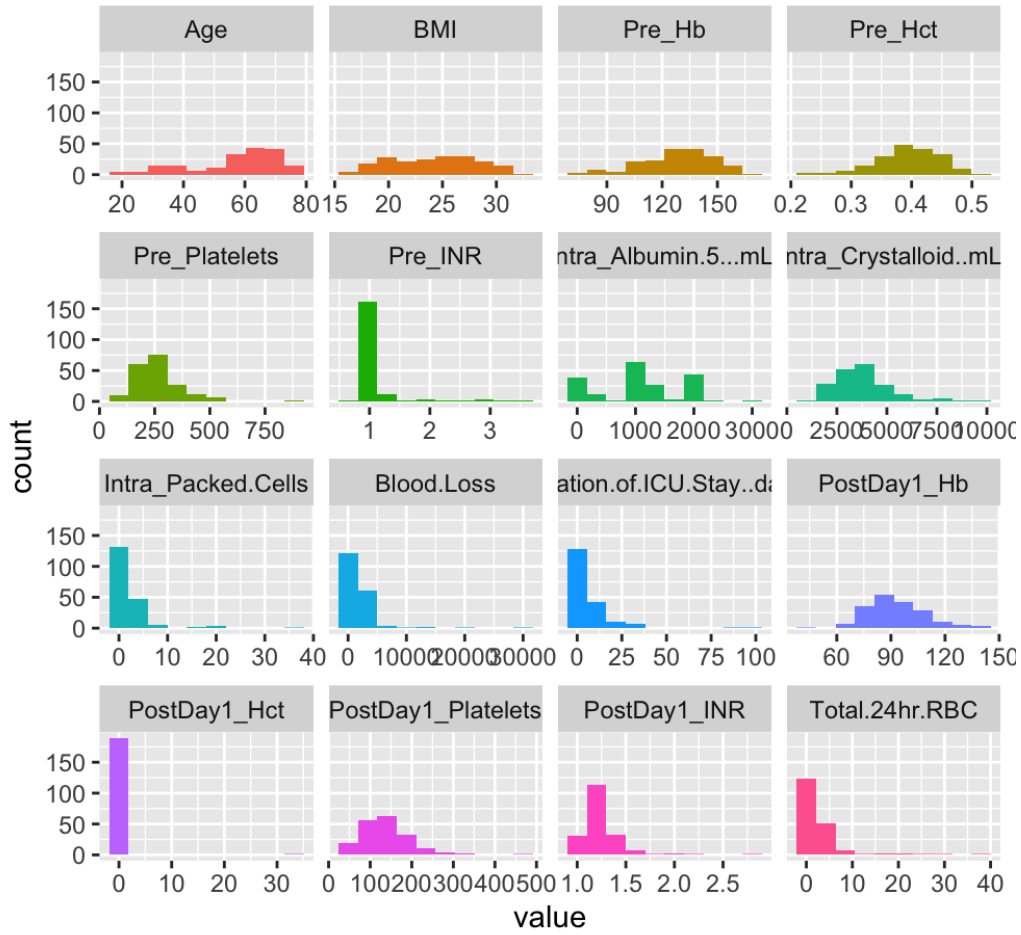 Age BMI Pre_Hb Pre_Hct
150
100
50
0
20 40 60 80 15 20 25 30 90 120 150 0.2 0.3 0.4 0.5
Pre_Platelets Pre_INR ntra_Albumin.5...mL ntra_Crystalloid..mL
150
100
50
0
0 250 500 750 1 2 3 0 1000 2000 3000 0 2500 5000 7500 10000
count
Intra_Packed.Cells Blood.Loss ation.of.ICU.Stay..da PostDay1_Hb
150
100
50
0
0 10 20 30 40 0 10000 20000 30000 0 25 50 75 100 60 90 120 150
PostDay1_Hct PostDay1_Platelets PostDay1_INR Total.24hr.RBC
150
100
50
0
0 10 20 30 0 100 200 300 400 500 1.0 1.5 2.0 2.5 0 10 20 30 40
value